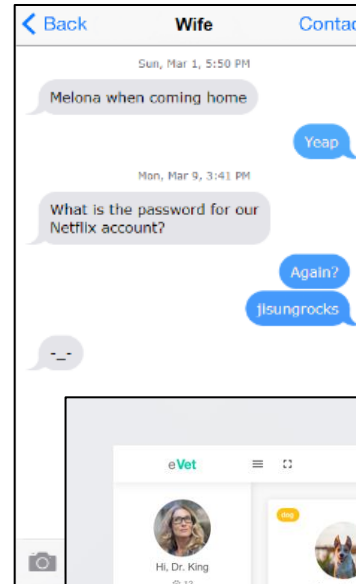 Back
Wife
Contac
Sun, Mar 1, 5:50 PM
Melona when coming home
Yeap
Mon, Mar 9, 3:41 PM
What is the password for our
Netflix account?
Again?
jisungrocks
-_-
eVet
dog
Hi, Dr. King